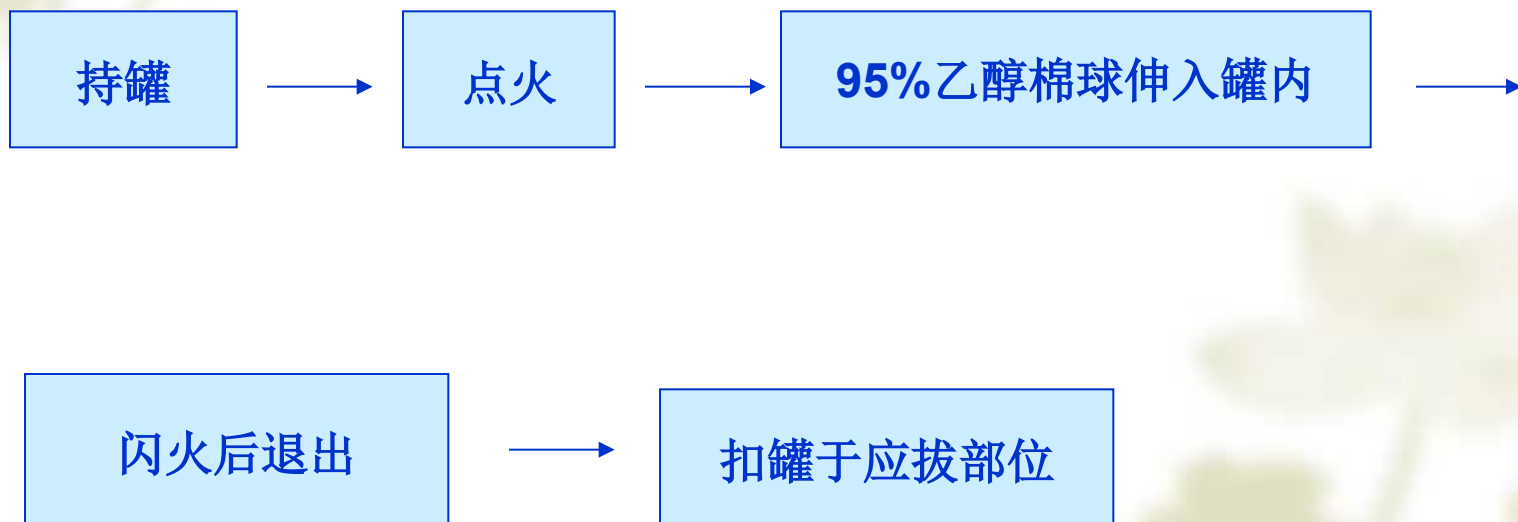 持罐
点火
95%乙醇棉球伸入罐内
闪火后退出
扣罐于应拔部位